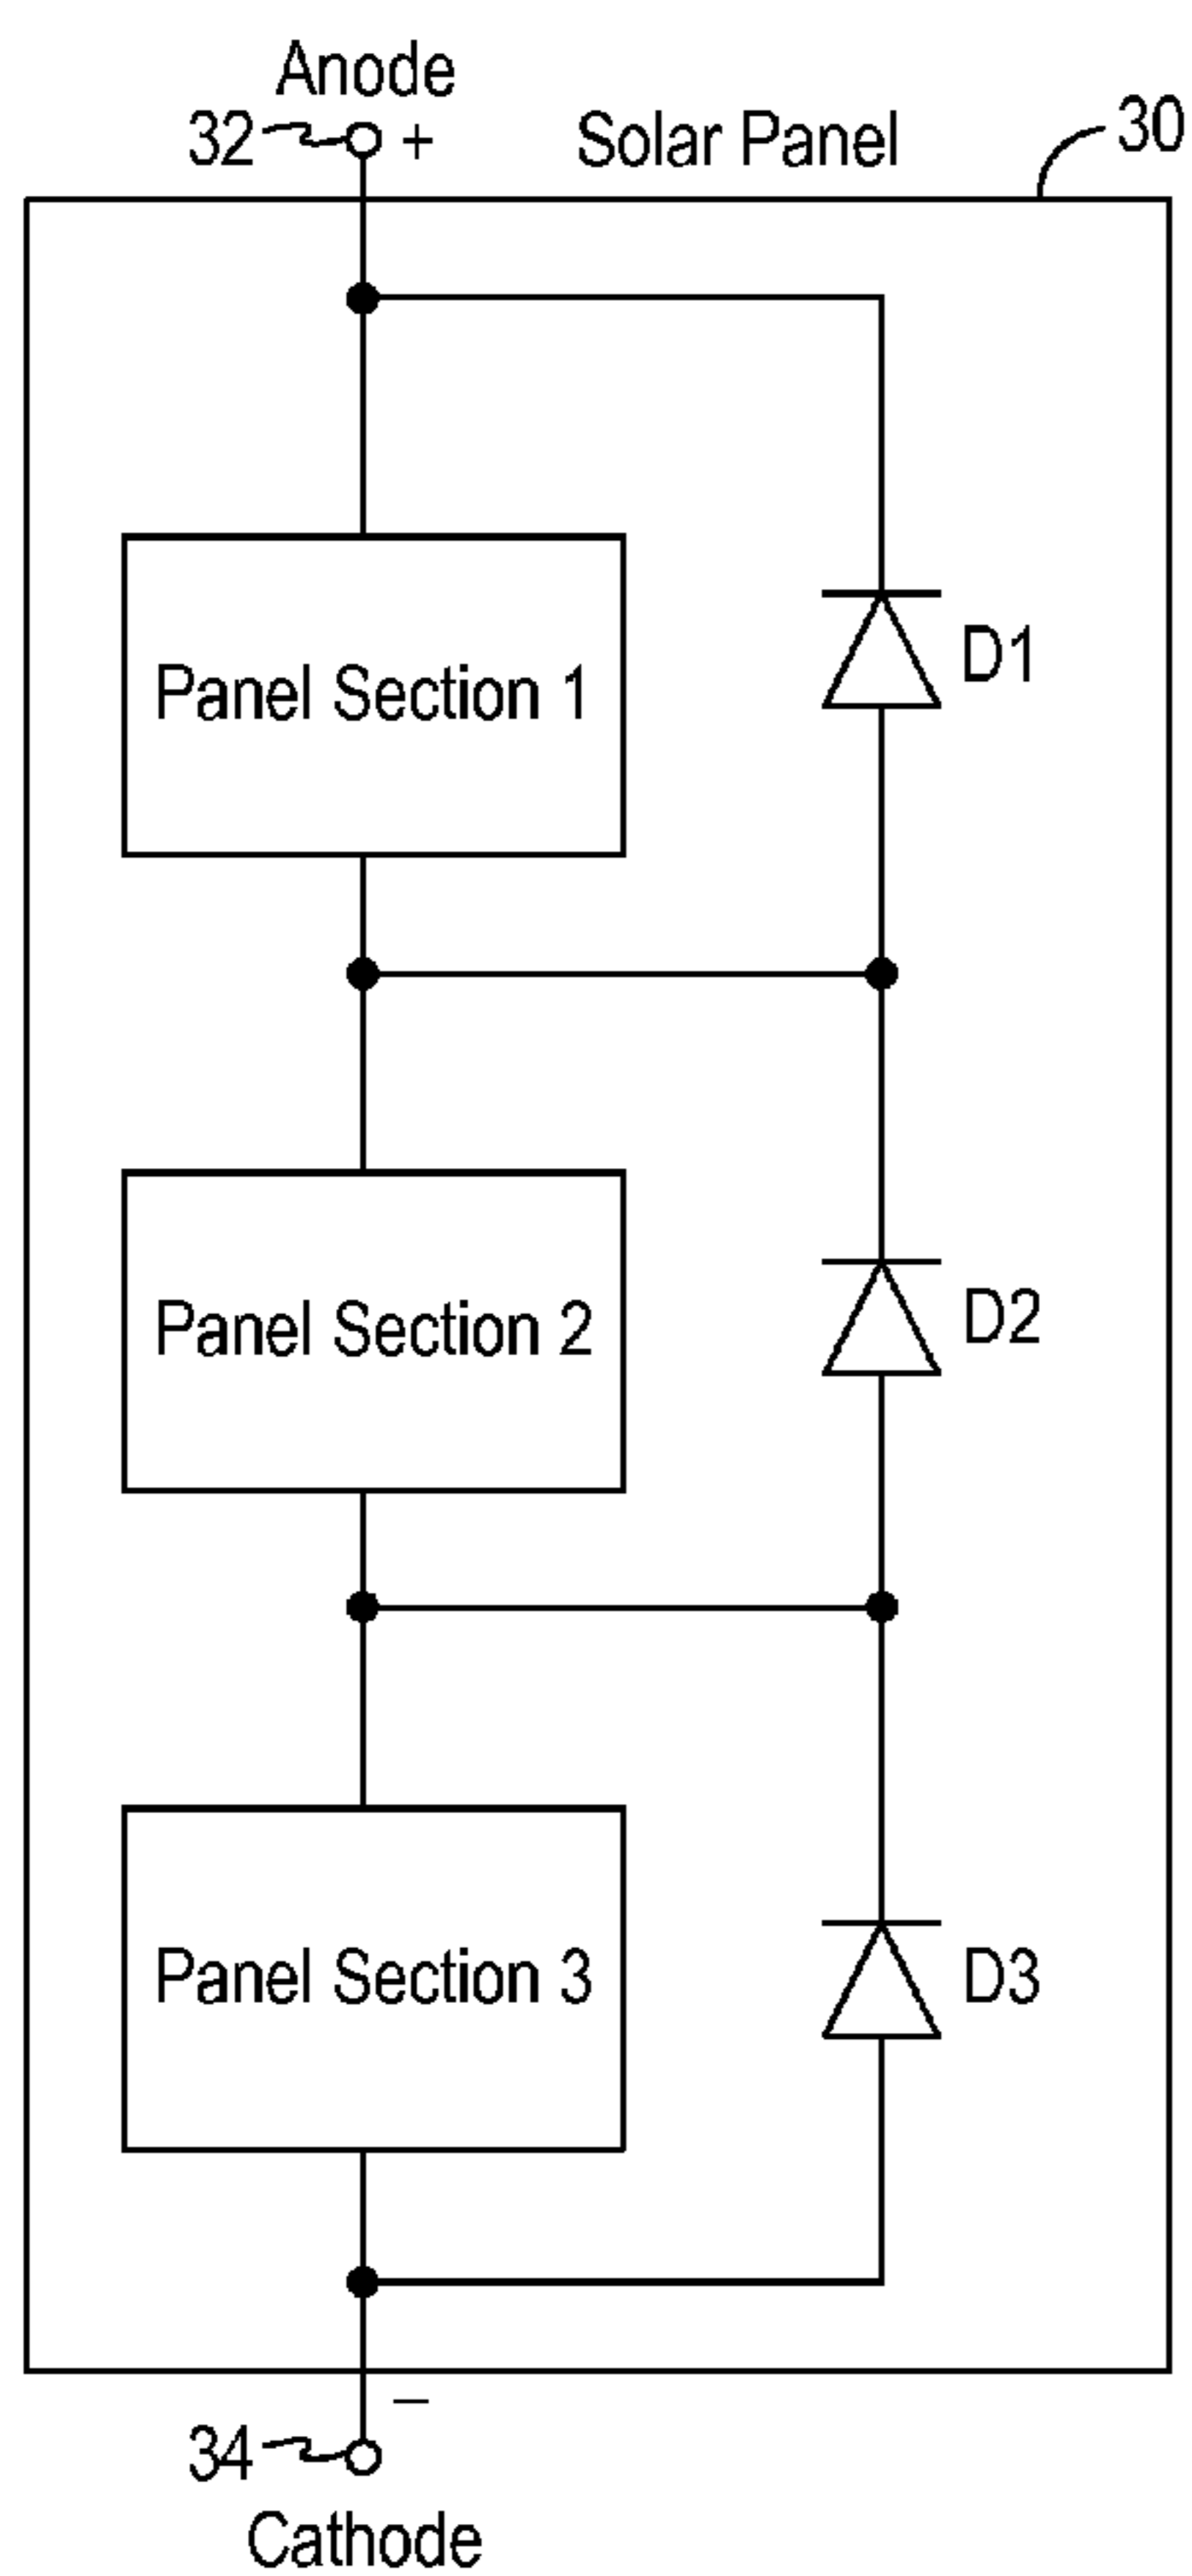 Anode
32 +
Solar Panel
30
Panel Section 1
D1
Panel Section 2
D2
Panel Section 3
D3
−
34
Cathode